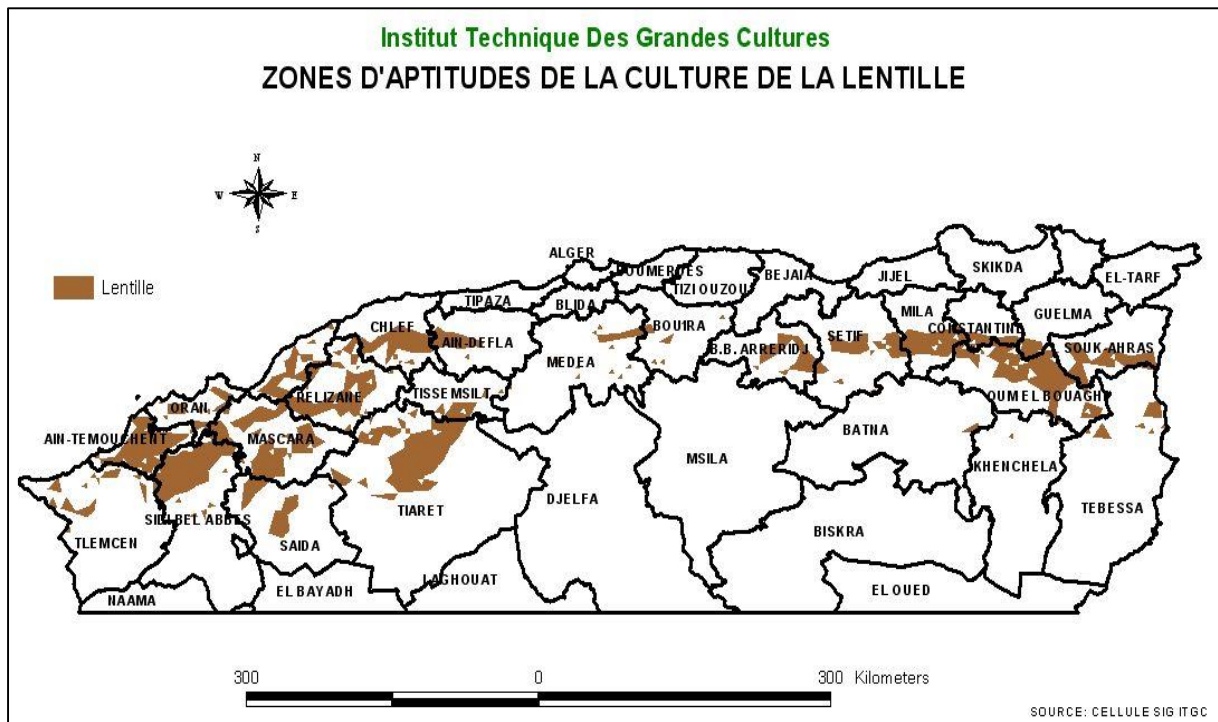 Institut Technique Des Grandes Cultures
ZONES D'APTITUDES DE LA CULTURE DE LA LENTILLE
N
W E
S
Lentille
ALGER
BOUMERDES
TIZI OUZOU
BEJAIA
JIJEL
SKIKDA
EL-TARF
TIPAZA
BLIDA
CHLEF
AIN-DEFLA
MEDEA
BOUIRA
B.B. ARRERIDJ
SETIF
MILA
CONSTANTINE
GUELMA
SOUK-AHRAS
ORAN
RELIZANE
TISSEMSILT
OUM EL BOUAGHI
AIN-TEMOUCHENT
MASCARA
BATNA
MSILA
KHENCHELA
TLEMCEN
SIDI BEL ABBES
SAIDA
TIARET
DJELFA
BISKRA
TEBESSA
NAAMA
EL BAYADH
LAGHOUAT
EL OUED
300 0 300 Kilometers
SOURCE: CELLULE SIG ITGC